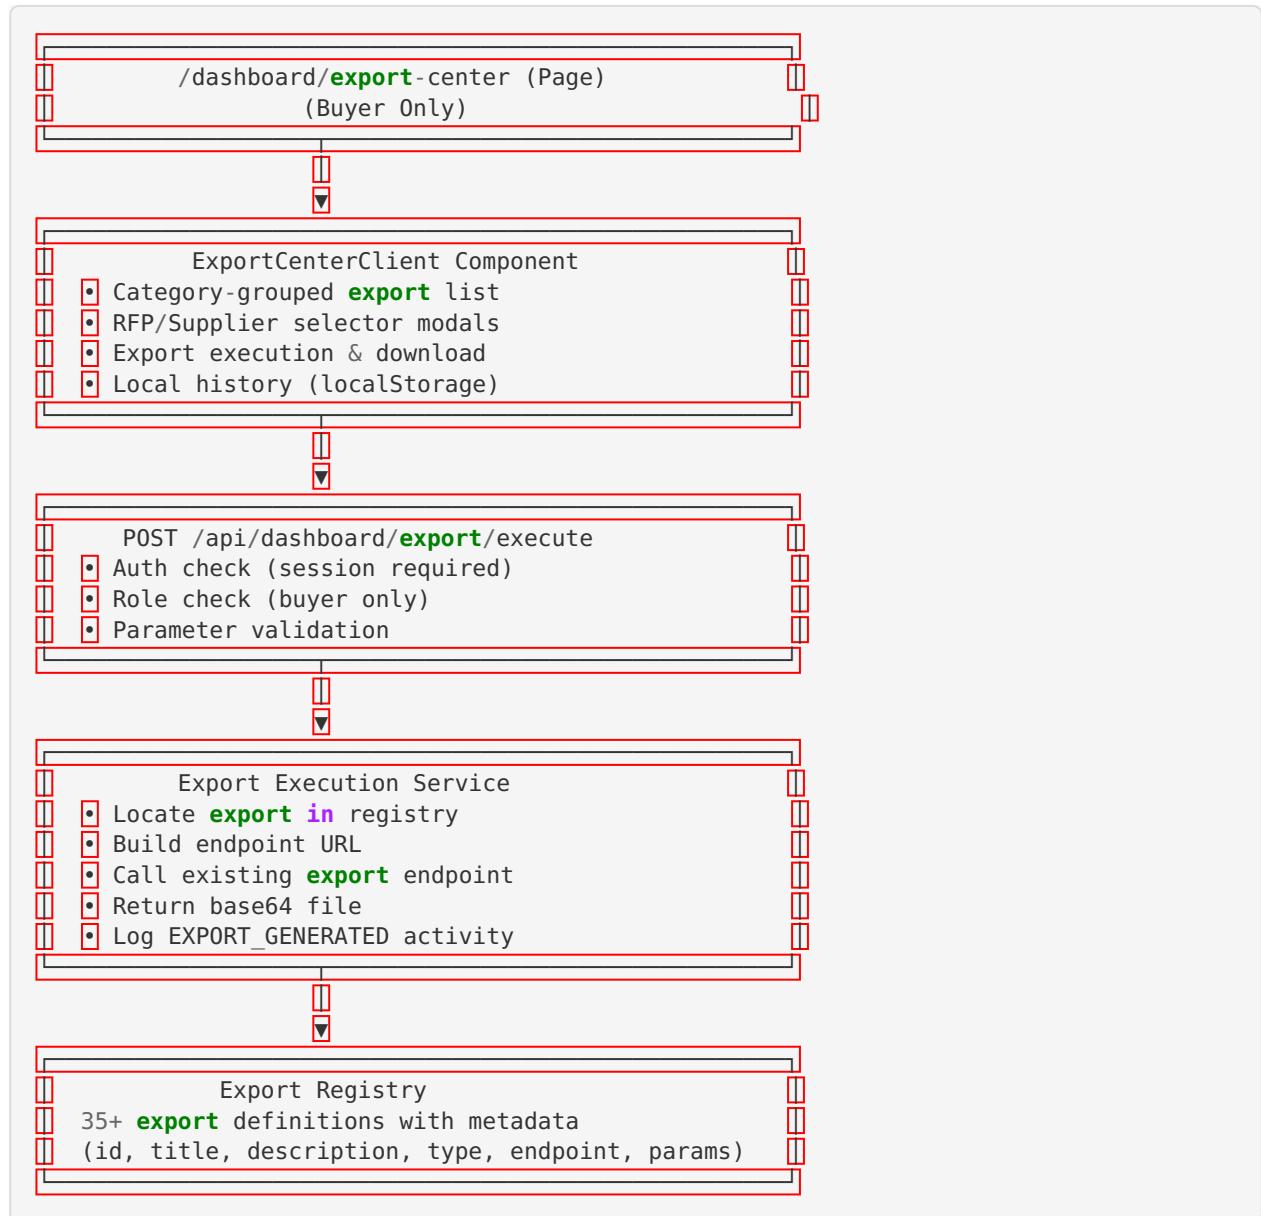 /dashboard/export-center (Page)
(Buyer Only)
▼
ExportCenterClient Component
• Category-grouped export list
• RFP/Supplier selector modals
• Export execution & download
• Local history (localStorage)
▼
POST /api/dashboard/export/execute
• Auth check (session required)
• Role check (buyer only)
• Parameter validation
▼
Export Execution Service
• Locate export in registry
• Build endpoint URL
• Call existing export endpoint
• Return base64 file
• Log EXPORT_GENERATED activity
▼
Export Registry
35+ export definitions with metadata
(id, title, description, type, endpoint, params)